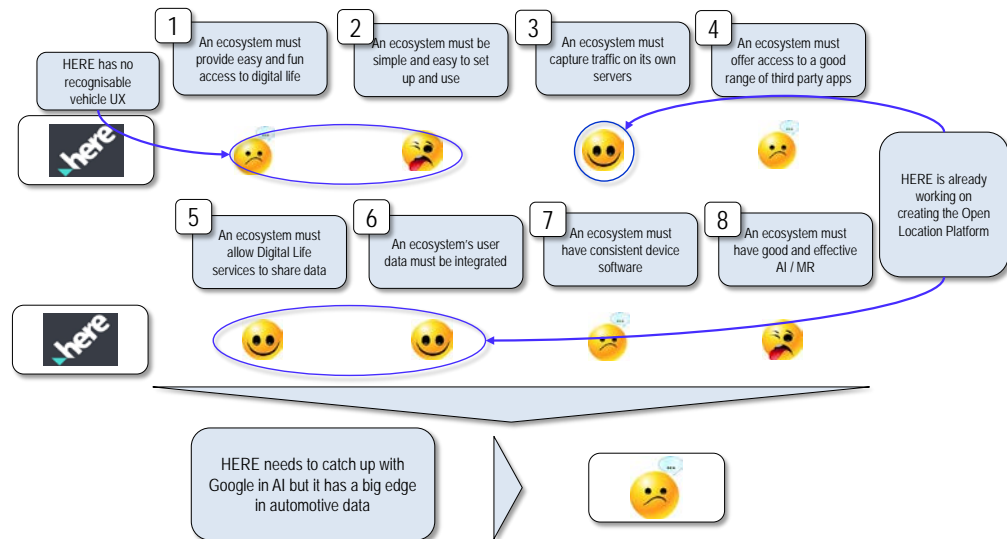 1
An ecosystem must
provide easy and fun
access to digital life
2
An ecosystem must be
simple and easy to set
up and use
3
An ecosystem must
capture traffic on its own
servers
4
An ecosystem must
offer access to a good
range of third party apps
HERE has no
recognisable
vehicle UX
here
HERE is already
working on
creating the Open
Location Platform
5
An ecosystem must
allow Digital Life
services to share data
6
An ecosystem's user
data must be integrated
7
An ecosystem must
have consistent device
software
8
An ecosystem must
have good and effective
AI / MR
here
HERE needs to catch up with
Google in AI but it has a big edge
in automotive data